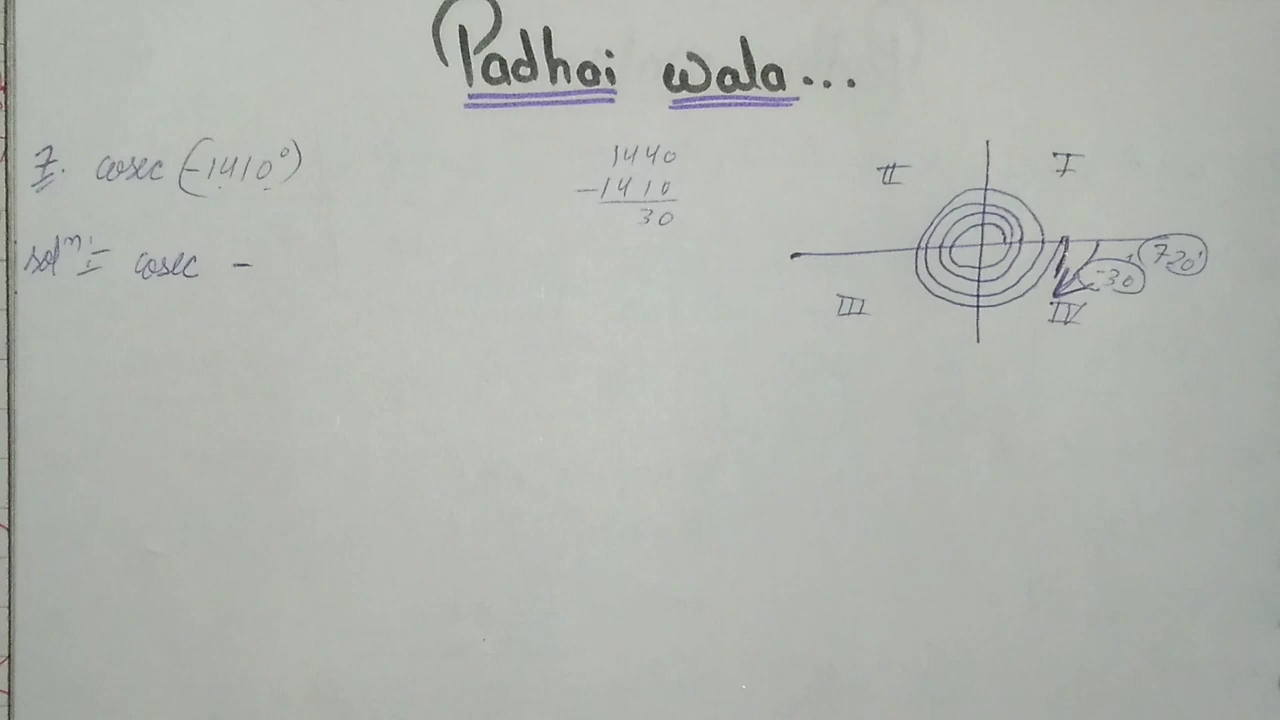 Padhai wala...
7. cosec (-1410°)
1440
-1410
30
solⁿ:= cosec -
II
I
720°
-30
III
IV